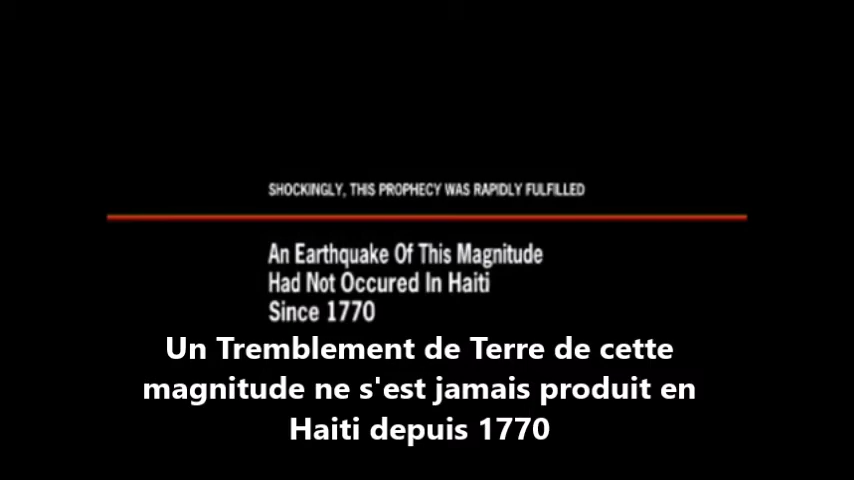 SHOCKINGLY, THIS PROPHECY WAS RAPIDLY FULFILLED
An Earthquake Of This Magnitude
Had Not Occured In Haiti
Since 1770
Un Tremblement de Terre de cette
magnitude ne s'est jamais produit en
Haiti depuis 1770